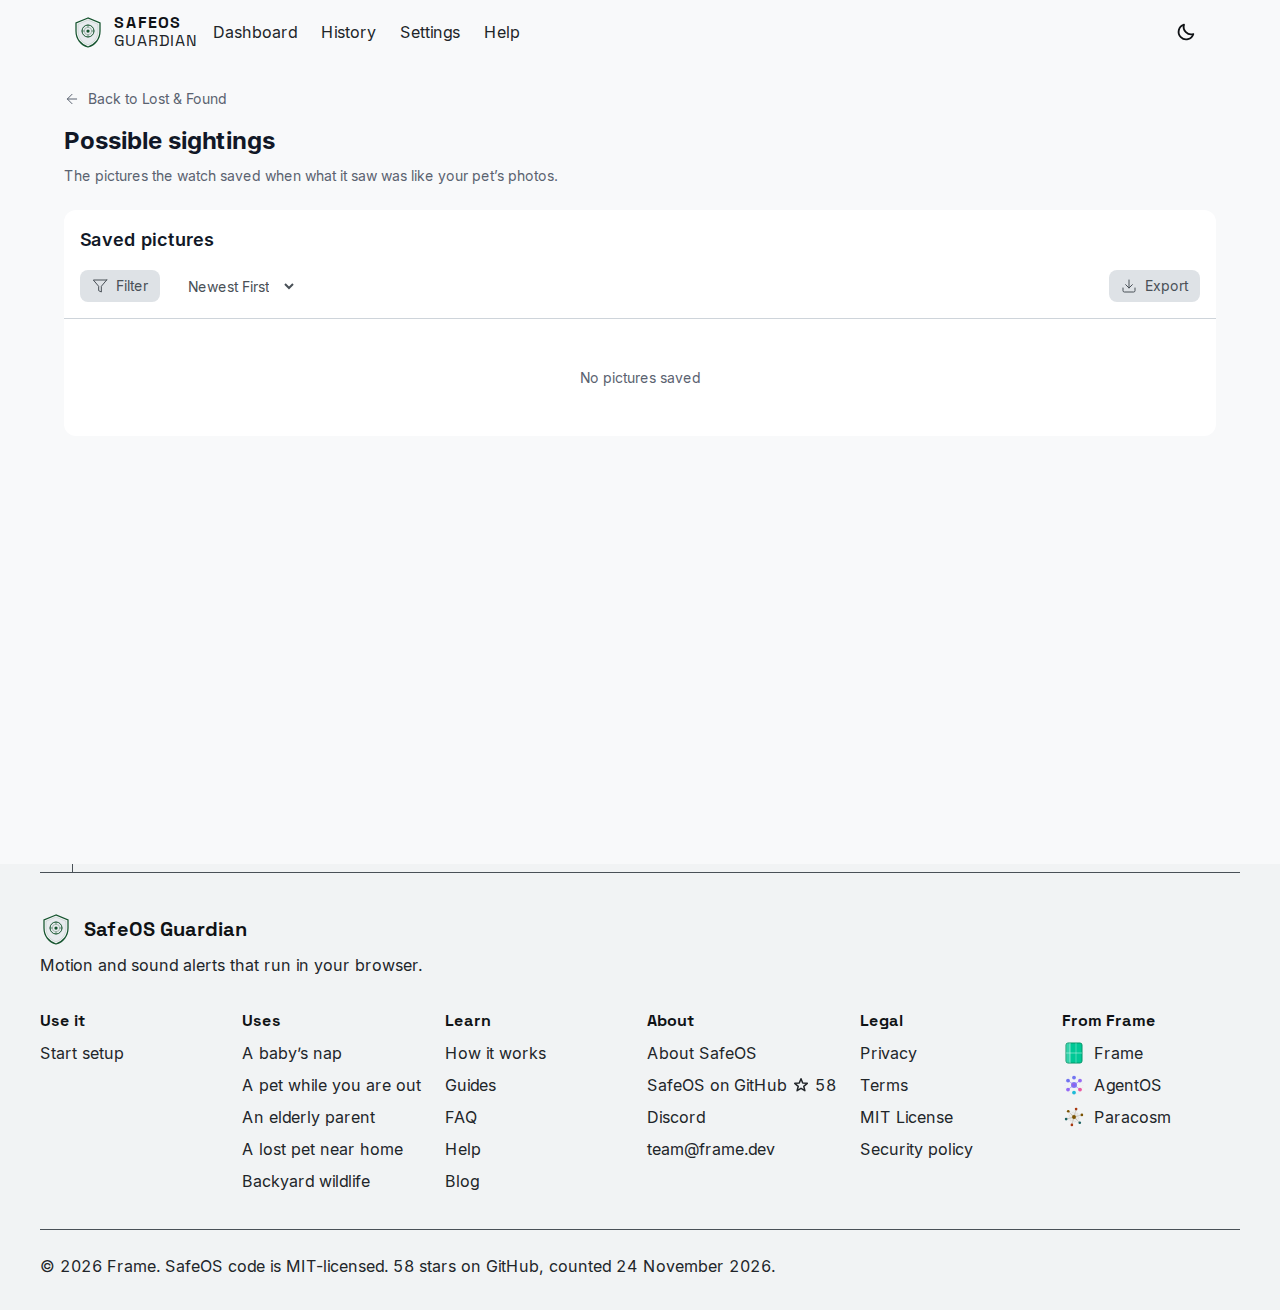 SAFEOS
GUARDIAN
Dashboard
History
Settings
Help
Back to Lost & Found
Possible sightings
The pictures the watch saved when what it saw was like your pet’s photos.
Saved pictures
Filter
Newest First
Export
No pictures saved
SafeOS Guardian
Motion and sound alerts that run in your browser.
Use it
Start setup
Uses
A baby’s nap
A pet while you are out
An elderly parent
A lost pet near home
Backyard wildlife
Learn
How it works
Guides
FAQ
Help
Blog
About
About SafeOS
SafeOS on GitHub ☆ 58
Discord
team@frame.dev
Legal
Privacy
Terms
MIT License
Security policy
From Frame
Frame
AgentOS
Paracosm
© 2026 Frame. SafeOS code is MIT-licensed. 58 stars on GitHub, counted 24 November 2026.